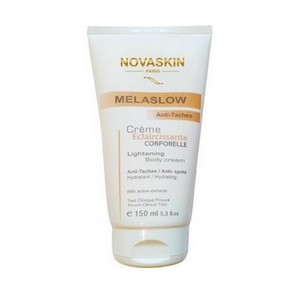 NOVASKIN
PARIS
MELASLOW
Anti-Taches
Crème
Eclaircissante
CORPORELLE
Lightening
Body cream
Anti-Taches / Anti-spots
Hydratant / Hydrating
With active extracts
Test Clinique Prouvé
Proven Clinical Test
e 150 ml 5.3 fl.oz